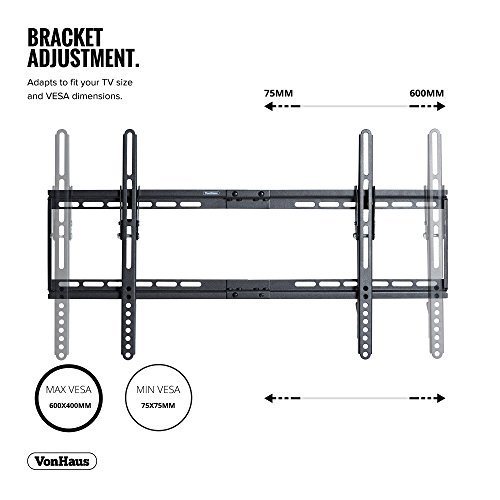 BRACKET
ADJUSTMENT.
Adapts to fit your TV size
and VESA dimensions.
75MM 600MM
VonHaus
MAX VESA
600X400MM
MIN VESA
75X75MM
VonHaus